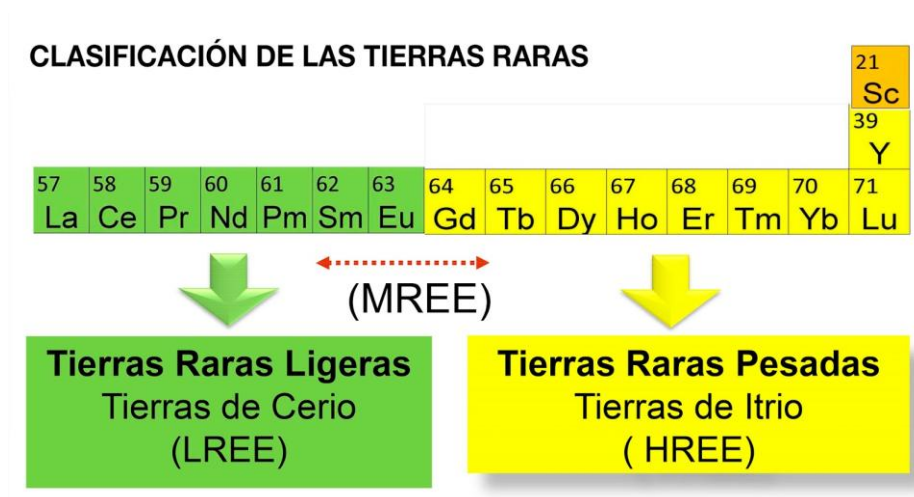 CLASIFICACIÓN DE LAS TIERRAS RARAS
21
Sc
39
Y
57 58 59 60 61 62 63 64 65 66 67 68 69 70 71
La Ce Pr Nd Pm Sm Eu Gd Tb Dy Ho Er Tm Yb Lu
(MREE)
Tierras Raras Ligeras
Tierras de Cerio
(LREE)
Tierras Raras Pesadas
Tierras de Itrio
( HREE)